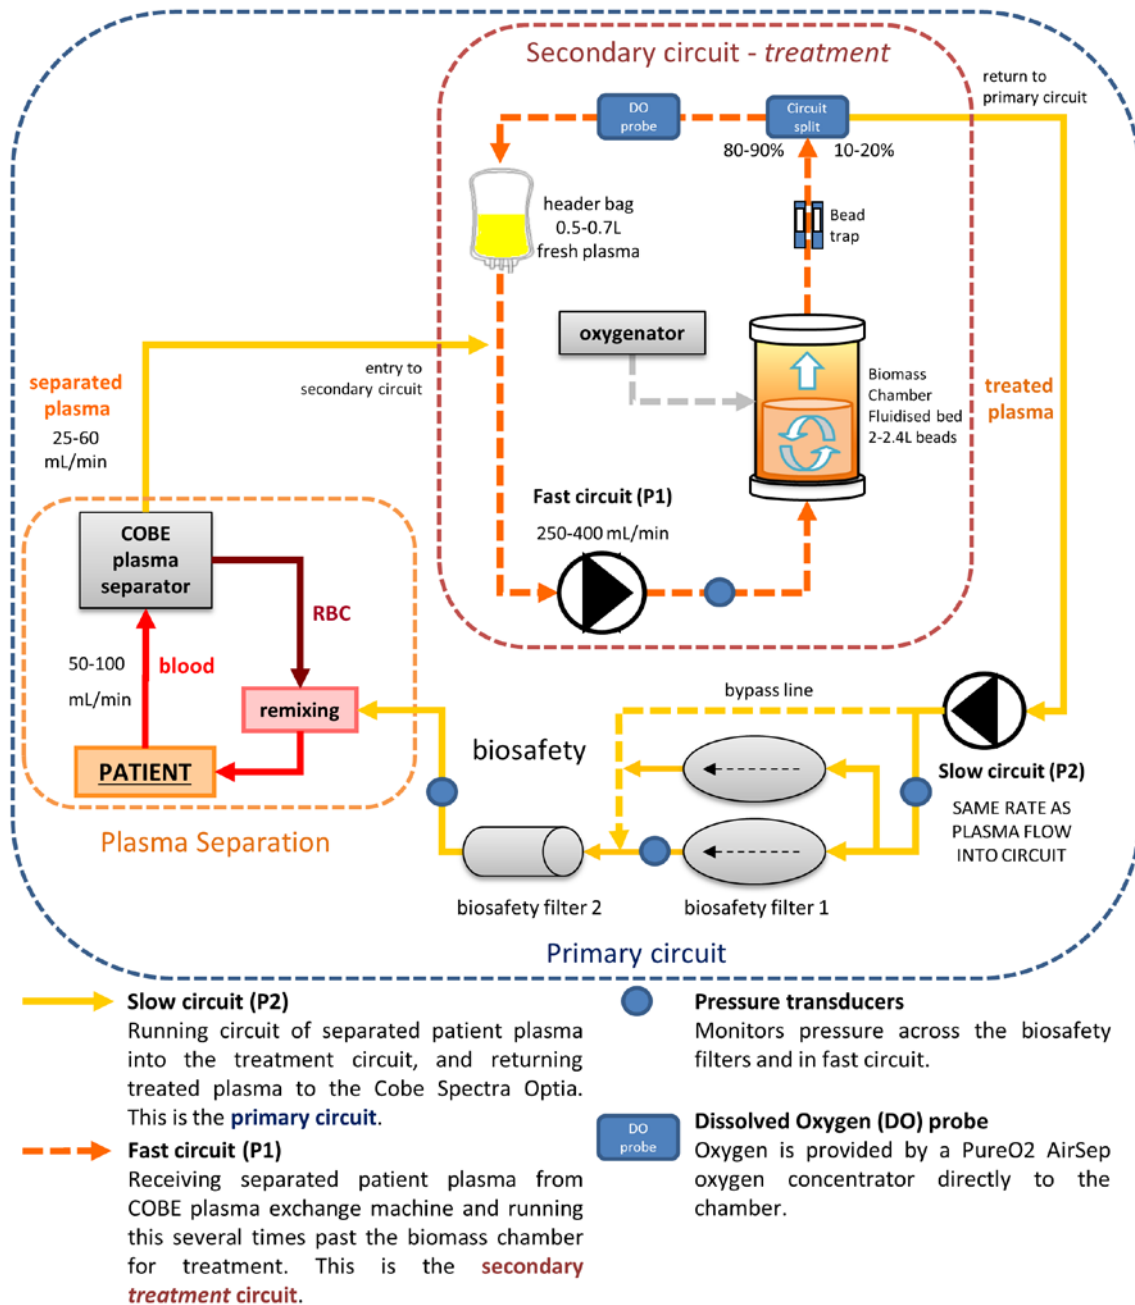 Secondary circuit - treatment
return to
primary circuit
DO
probe
Circuit
split
80-90%
10-20%
header bag
0.5-0.7L
fresh plasma
Bead
trap
oxygenator
entry to
secondary circuit
separated
plasma
25-60
mL/min
Biomass
Chamber
Fluidised bed
2-2.4L beads
treated
plasma
Fast circuit (P1)
250-400 mL/min
COBE
plasma
separator
RBC
50-100
mL/min
blood
remixing
PATIENT
Plasma Separation
bypass line
biosafety
Slow circuit (P2)
SAME RATE AS
PLASMA FLOW
INTO CIRCUIT
biosafety filter 2
biosafety filter 1
Primary circuit
Slow circuit (P2)
Running circuit of separated patient plasma
into the treatment circuit, and returning
treated plasma to the Cobe Spectra Optia.
This is the primary circuit.
Fast circuit (P1)
Receiving separated patient plasma from
COBE plasma exchange machine and running
this several times past the biomass chamber
for treatment. This is the secondary
treatment circuit.
Pressure transducers
Monitors pressure across the biosafety
filters and in fast circuit.
DO
probe
Dissolved Oxygen (DO) probe
Oxygen is provided by a PureO2 AirSep
oxygen concentrator directly to the
chamber.